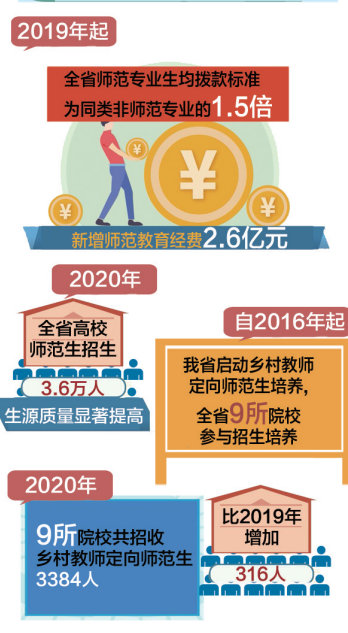 2019年起
全省师范专业生均拨款标准
为同类非师范专业的1.5倍
¥
¥
¥
¥
新增师范教育经费2.6亿元
2020年
全省高校
师范生招生
3.6万人
生源质量显著提高
自2016年起
我省启动乡村教师
定向师范生培养,
全省9所院校
参与招生培养
2020年
9所院校共招收
乡村教师定向师范生
3384人
比2019年
增加
316人